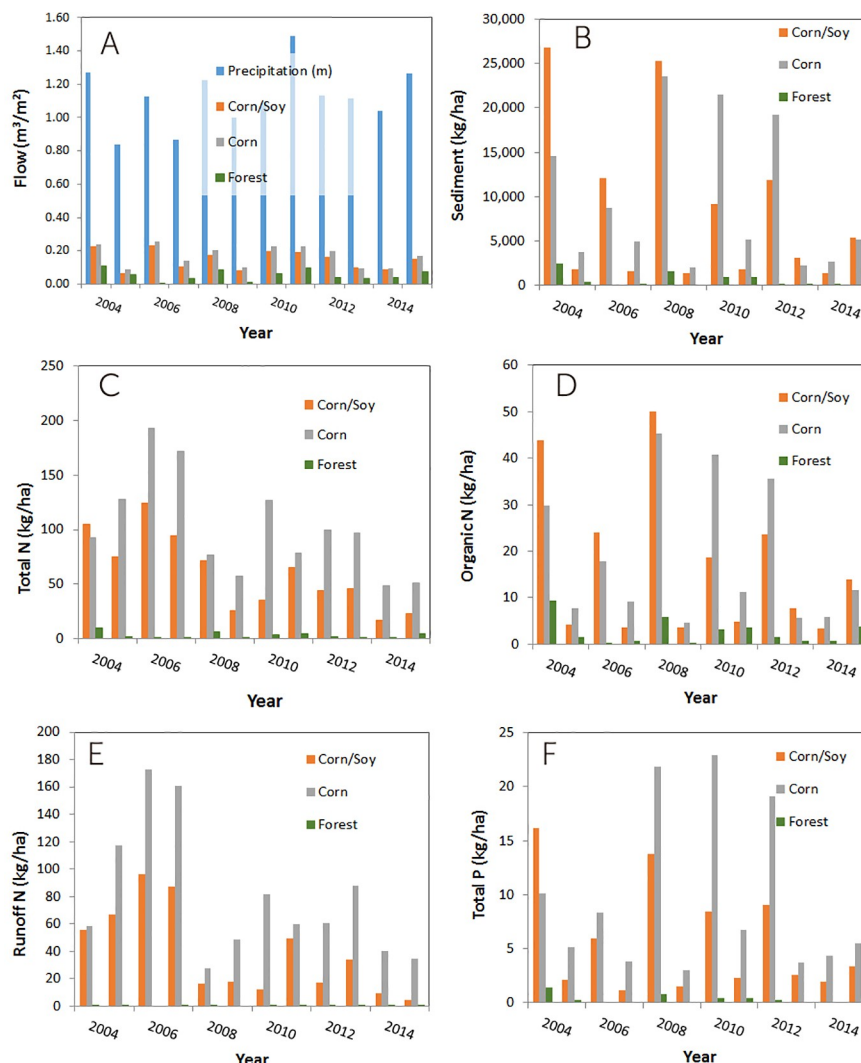 A
1.60
1.40
1.20
1.00
0.80
0.60
0.40
0.20
0.00
Flow (m³/m²)
Precipitation (m)
Corn/Soy
Corn
Forest
2004
2006
2008
2010
2012
2014
Year
B
30,000
25,000
20,000
15,000
10,000
5,000
0
Sediment (kg/ha)
Corn/Soy
Corn
Forest
2004
2006
2008
2010
2012
2014
Year
C
250
200
150
100
50
0
Total N (kg/ha)
Corn/Soy
Corn
Forest
2004
2006
2008
2010
2012
2014
Year
D
60
50
40
30
20
10
0
Organic N (kg/ha)
Corn/Soy
Corn
Forest
2004
2006
2008
2010
2012
2014
Year
E
200
180
160
140
120
100
80
60
40
20
0
Runoff N (kg/ha)
Corn/Soy
Corn
Forest
2004
2006
2008
2010
2012
2014
Year
F
25
20
15
10
5
0
Total P (kg/ha)
Corn/Soy
Corn
Forest
2004
2006
2008
2010
2012
2014
Year